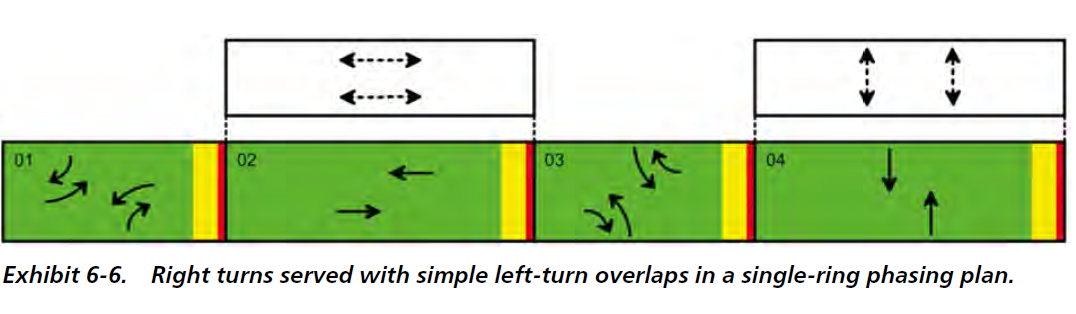 01
02
03
04
Exhibit 6-6. Right turns served with simple left-turn overlaps in a single-ring phasing plan.